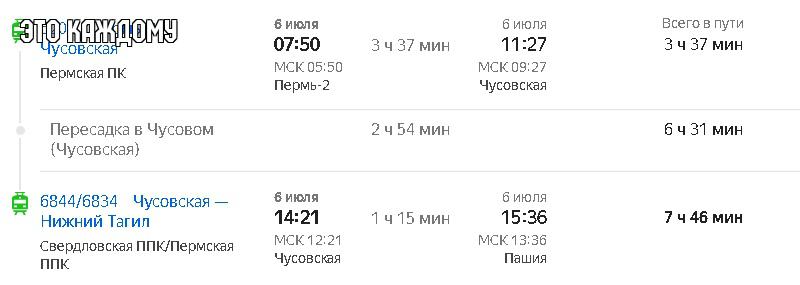 ЭТО КАЖДОМУ
Чусовская
Пермская ПК
6 июля
07:50
МСК 05:50
Пермь-2
3 ч 37 мин
6 июля
11:27
МСК 09:27
Чусовская
Всего в пути
3 ч 37 мин
Пересадка в Чусовом
(Чусовская)
2 ч 54 мин
6 ч 31 мин
6844/6834 Чусовская —
Нижний Тагил
Свердловская ППК/Пермская
ППК
6 июля
14:21
МСК 12:21
Чусовская
1 ч 15 мин
6 июля
15:36
МСК 13:36
Пашия
7 ч 46 мин